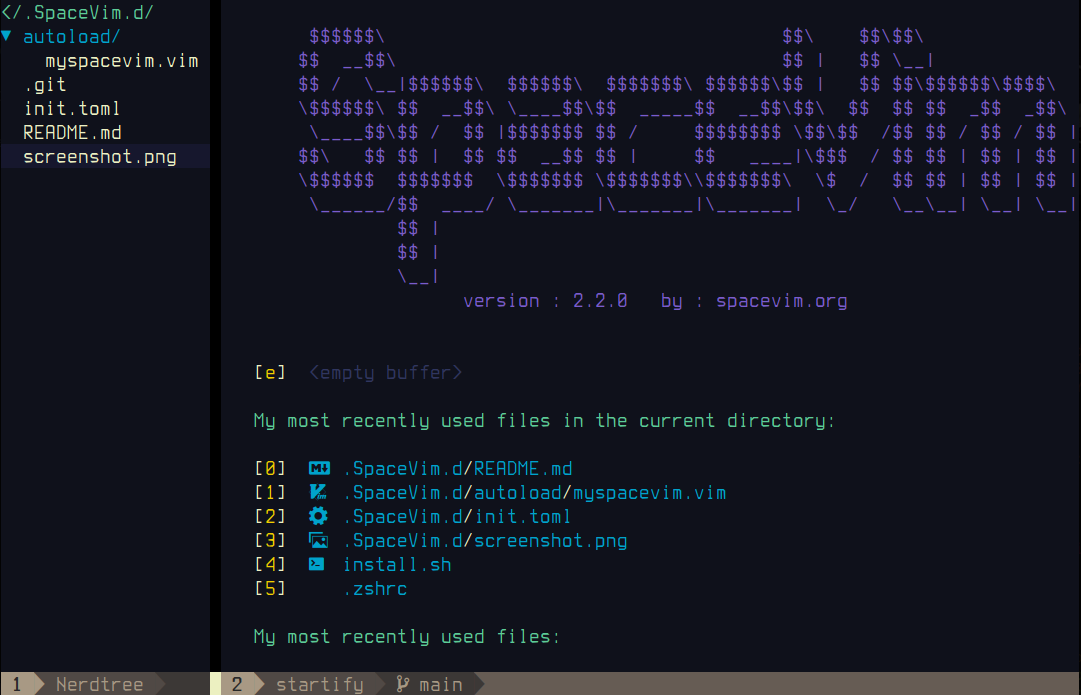 </.SpaceVim.d/
▼ autoload/
myspacevim.vim
.git
init.toml
README.md
screenshot.png
 $$$$$$\                                    $$\    $$\$$\
$$  __$$\                                   $$ |   $$ \__|
$$ /  \__|$$$$$$\  $$$$$$\  $$$$$$$\ $$$$$$\$$ |   $$ $$\$$$$$$\$$$$\
\$$$$$$\ $$  __$$\ \____$$\$$  _____$$  __$$\$$\  $$  $$ $$  _$$  _$$\
 \____$$\$$ /  $$ |$$$$$$$ $$ /     $$$$$$$$ \$$\$$  /$$ $$ / $$ / $$ |
$$\   $$ $$ |  $$ $$  __$$ $$ |     $$   ____|\$$$  / $$ $$ | $$ | $$ |
\$$$$$$  $$$$$$$  \$$$$$$$ \$$$$$$$\\$$$$$$$\  \$  /  $$ $$ | $$ | $$ |
 \______/$$  ____/ \_______|\_______|\_______|  \_/   \__\__| \__| \__|
         $$ |
         $$ |
         \__|
version : 2.2.0   by : spacevim.org
[e]  <empty buffer>
My most recently used files in the current directory:
[0]  .SpaceVim.d/README.md
[1]  .SpaceVim.d/autoload/myspacevim.vim
[2]  .SpaceVim.d/init.toml
[3]  .SpaceVim.d/screenshot.png
[4]  install.sh
[5]  .zshrc
My most recently used files:
1 Nerdtree 2 startify main